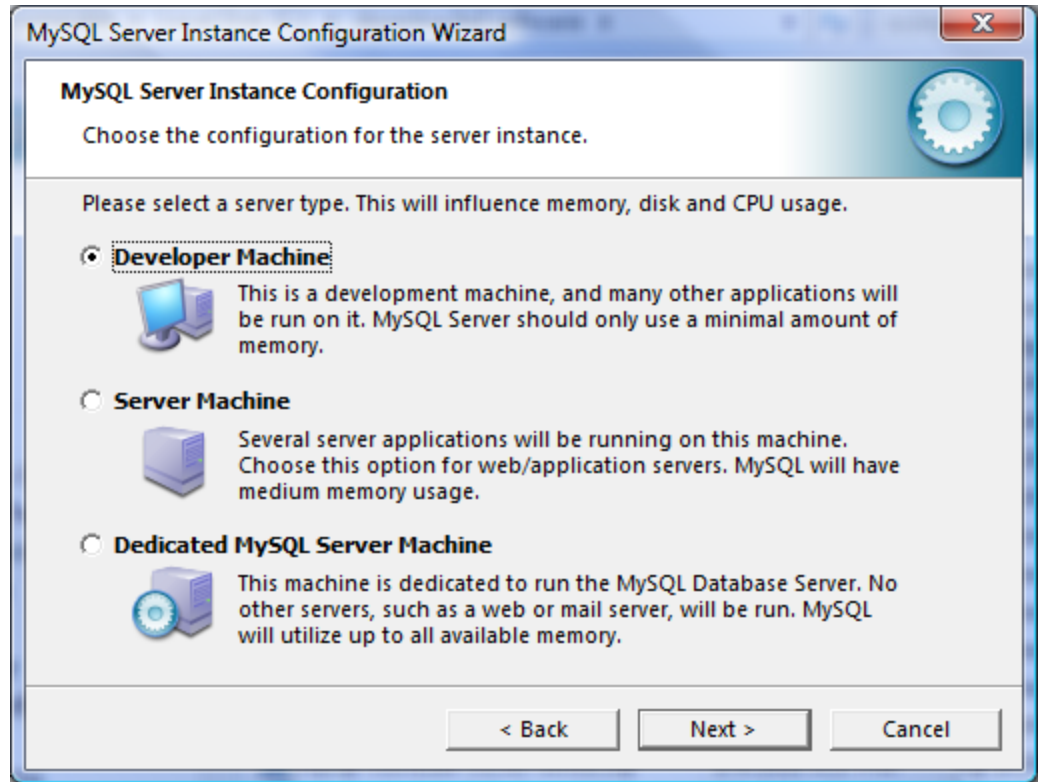 MySQL Server Instance Configuration Wizard
MySQL Server Instance Configuration
Choose the configuration for the server instance.
Please select a server type. This will influence memory, disk and CPU usage.
Developer Machine
This is a development machine, and many other applications will
be run on it. MySQL Server should only use a minimal amount of
memory.
Server Machine
Several server applications will be running on this machine.
Choose this option for web/application servers. MySQL will have
medium memory usage.
Dedicated MySQL Server Machine
This machine is dedicated to run the MySQL Database Server. No
other servers, such as a web or mail server, will be run. MySQL
will utilize up to all available memory.
< Back Next > Cancel